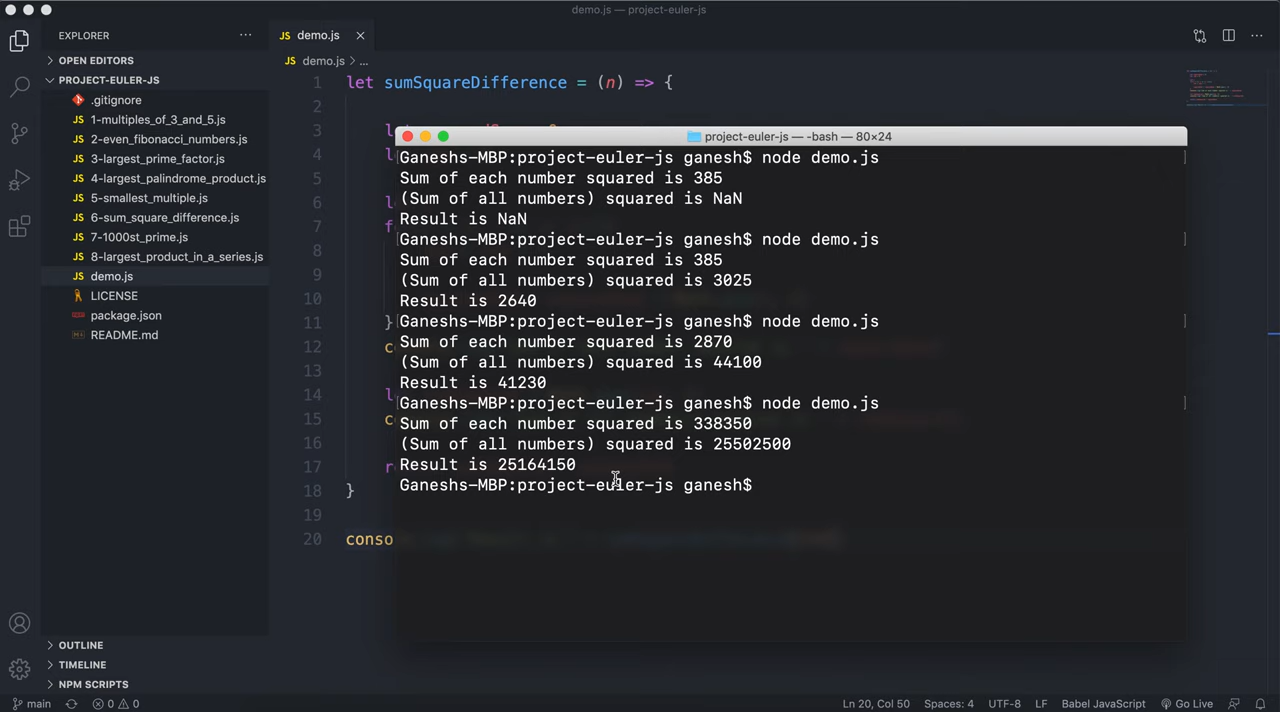 demo.js — project-euler-js
EXPLORER
OPEN EDITORS
PROJECT-EULER-JS
.gitignore
JS 1-multiples_of_3_and_5.js
JS 2-even_fibonacci_numbers.js
JS 3-largest_prime_factor.js
JS 4-largest_palindrome_product.js
JS 5-smallest_multiple.js
JS 6-sum_square_difference.js
JS 7-1000st_prime.js
JS 8-largest_product_in_a_series.js
JS demo.js
LICENSE
package.json
README.md
OUTLINE
TIMELINE
NPM SCRIPTS
JS demo.js
JS demo.js > ...
1 let sumSquareDifference = (n) => {
2
3
4
5
6
7
8
9
10
11 }
12
13
14
15
16
17
18 }
19
20 conso
project-euler-js — -bash — 80×24
Ganeshs-MBP:project-euler-js ganesh$ node demo.js
Sum of each number squared is 385
(Sum of all numbers) squared is NaN
Result is NaN
Ganeshs-MBP:project-euler-js ganesh$ node demo.js
Sum of each number squared is 385
(Sum of all numbers) squared is 3025
Result is 2640
Ganeshs-MBP:project-euler-js ganesh$ node demo.js
Sum of each number squared is 2870
(Sum of all numbers) squared is 44100
Result is 41230
Ganeshs-MBP:project-euler-js ganesh$ node demo.js
Sum of each number squared is 338350
(Sum of all numbers) squared is 25502500
Result is 25164150
Ganeshs-MBP:project-euler-js ganesh$
main 0 0 Ln 20, Col 50 Spaces: 4 UTF-8 LF Babel JavaScript Go Live